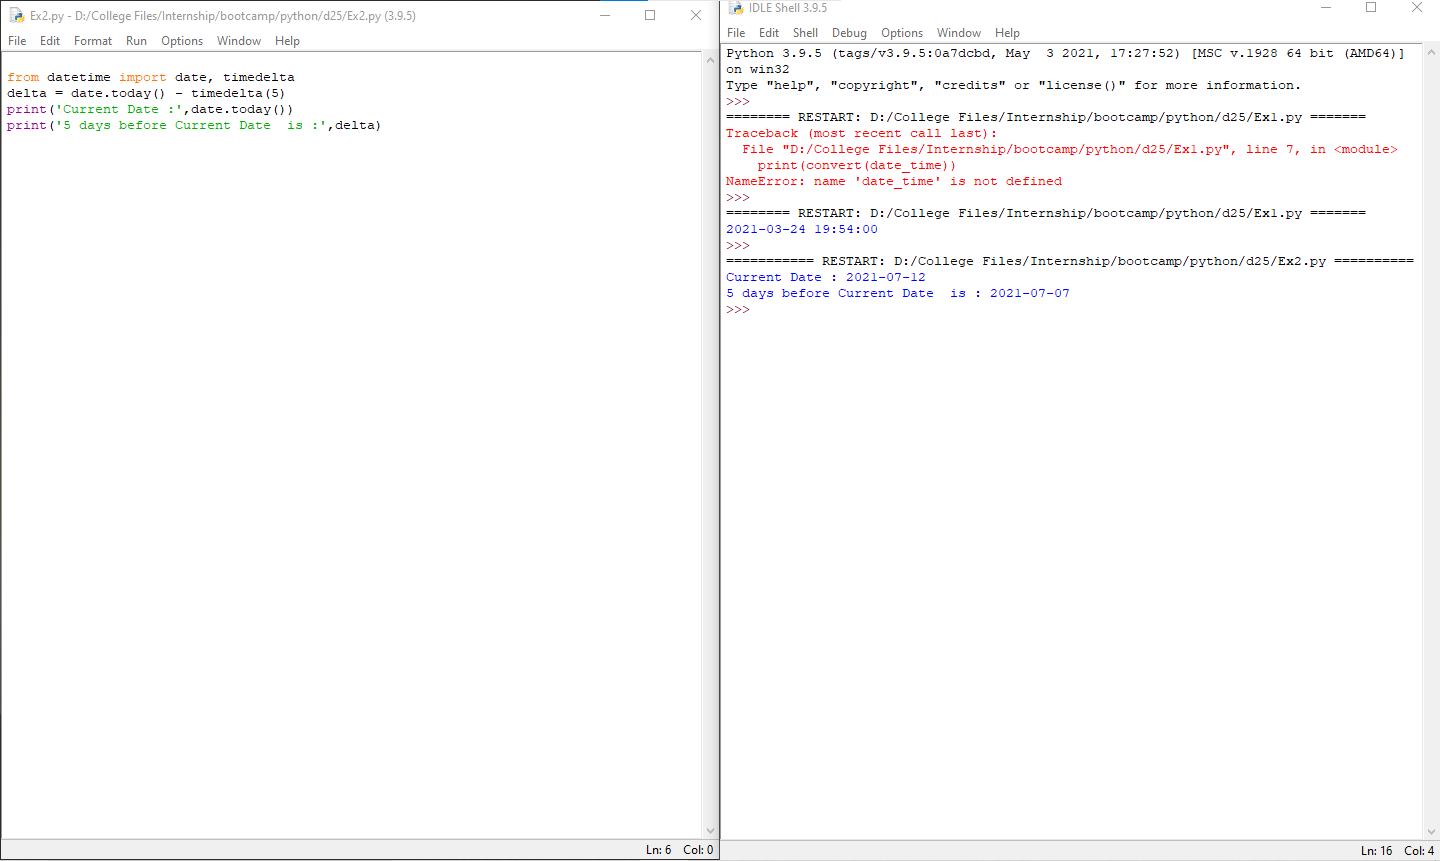 Ex2.py - D:/College Files/Internship/bootcamp/python/d25/Ex2.py (3.9.5)
File Edit Format Run Options Window Help
from datetime import date, timedelta
delta = date.today() - timedelta(5)
print('Current Date :',date.today())
print('5 days before Current Date  is :',delta)
Ln: 6 Col: 0
IDLE Shell 3.9.5
File Edit Shell Debug Options Window Help
Python 3.9.5 (tags/v3.9.5:0a7dcbd, May  3 2021, 17:27:52) [MSC v.1928 64 bit (AMD64)]
on win32
Type "help", "copyright", "credits" or "license()" for more information.
>>>
======== RESTART: D:/College Files/Internship/bootcamp/python/d25/Ex1.py =======
Traceback (most recent call last):
  File "D:/College Files/Internship/bootcamp/python/d25/Ex1.py", line 7, in <module>
    print(convert(date_time))
NameError: name 'date_time' is not defined
>>>
======== RESTART: D:/College Files/Internship/bootcamp/python/d25/Ex1.py =======
2021-03-24 19:54:00
>>>
=========== RESTART: D:/College Files/Internship/bootcamp/python/d25/Ex2.py ==========
Current Date : 2021-07-12
5 days before Current Date  is : 2021-07-07
>>>
Ln: 16 Col: 4